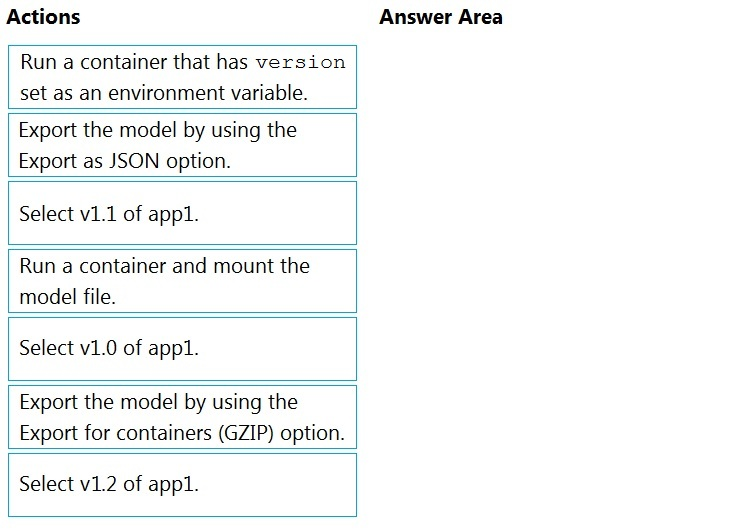 Actions
Answer Area
Run a container that has version
set as an environment variable.
Export the model by using the
Export as JSON option.
Select v1.1 of app1.
Run a container and mount the
model file.
Select v1.0 of app1.
Export the model by using the
Export for containers (GZIP) option.
Select v1.2 of app1.